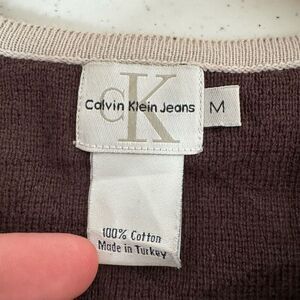 cK
Calvin Klein Jeans
M
100% Cotton
Made in Turkey